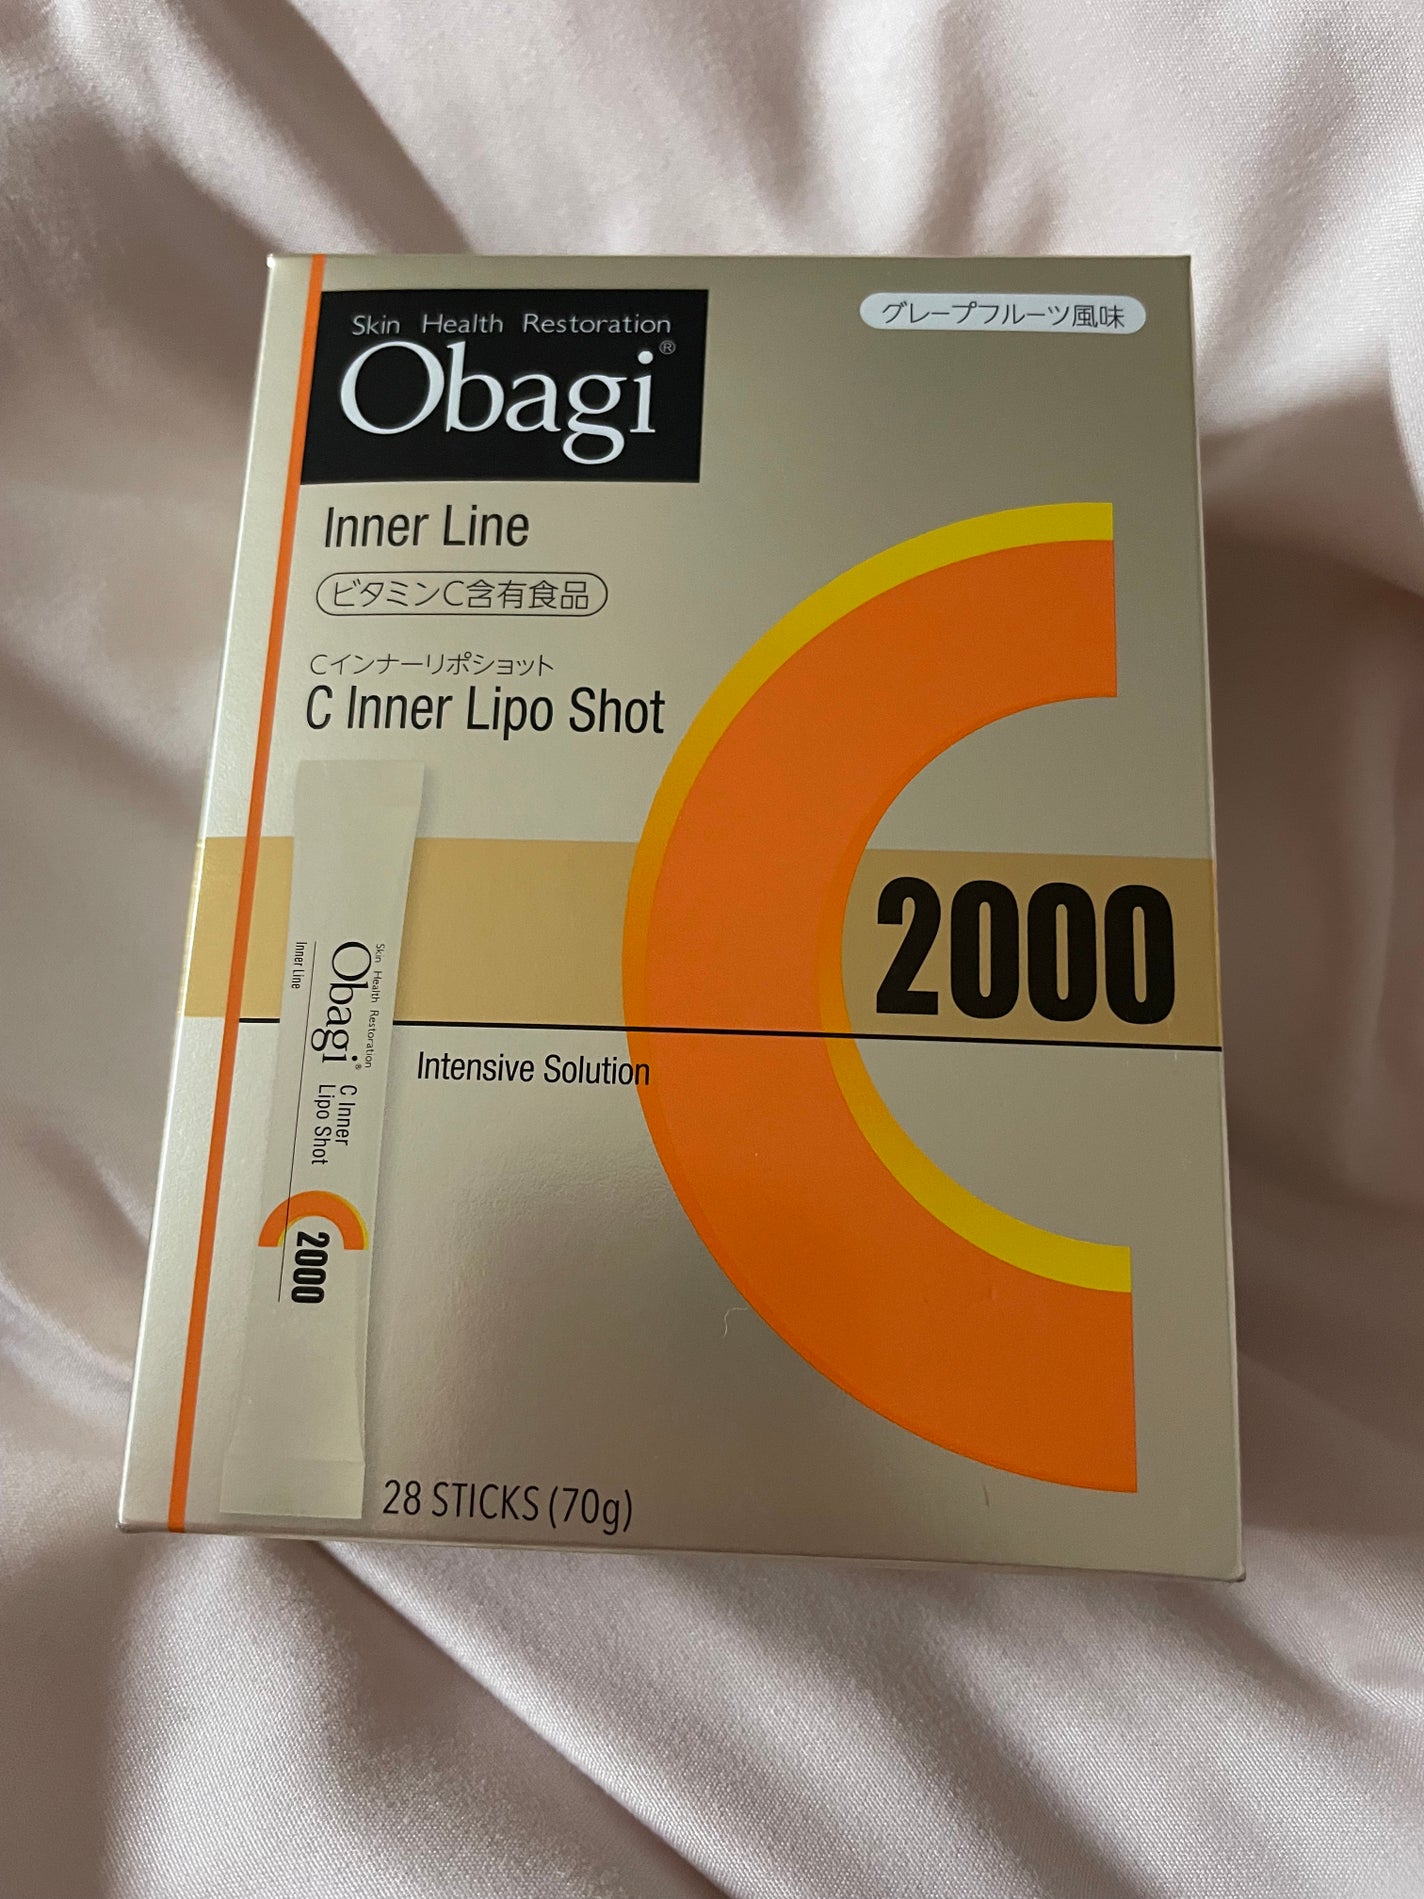 Skin Health Restoration
Obagi®
グレープフルーツ風味
Inner Line
ビタミンC含有食品
Cインナーリポショット
C Inner Lipo Shot
2000
Intensive Solution
Skin Health Restoration
Obagi®
Inner Line
C Inner
Lipo Shot
2000
28 STICKS (70g)